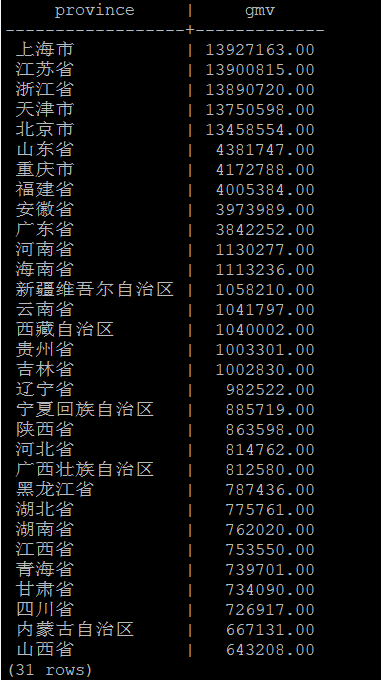 province | gmv
------------------+-------------
上海市 | 13927163.00
江苏省 | 13900815.00
浙江省 | 13890720.00
天津市 | 13750598.00
北京市 | 13458554.00
山东省 | 4381747.00
重庆市 | 4172788.00
福建省 | 4005384.00
安徽省 | 3973989.00
广东省 | 3842252.00
河南省 | 1130277.00
海南省 | 1113236.00
新疆维吾尔自治区 | 1058210.00
云南省 | 1041797.00
西藏自治区 | 1040002.00
贵州省 | 1003301.00
吉林省 | 1002830.00
辽宁省 | 982522.00
宁夏回族自治区 | 885719.00
陕西省 | 863598.00
河北省 | 814762.00
广西壮族自治区 | 812580.00
黑龙江省 | 787436.00
湖北省 | 775761.00
湖南省 | 762020.00
江西省 | 753550.00
青海省 | 739701.00
甘肃省 | 734090.00
四川省 | 726917.00
内蒙古自治区 | 667131.00
山西省 | 643208.00
(31 rows)